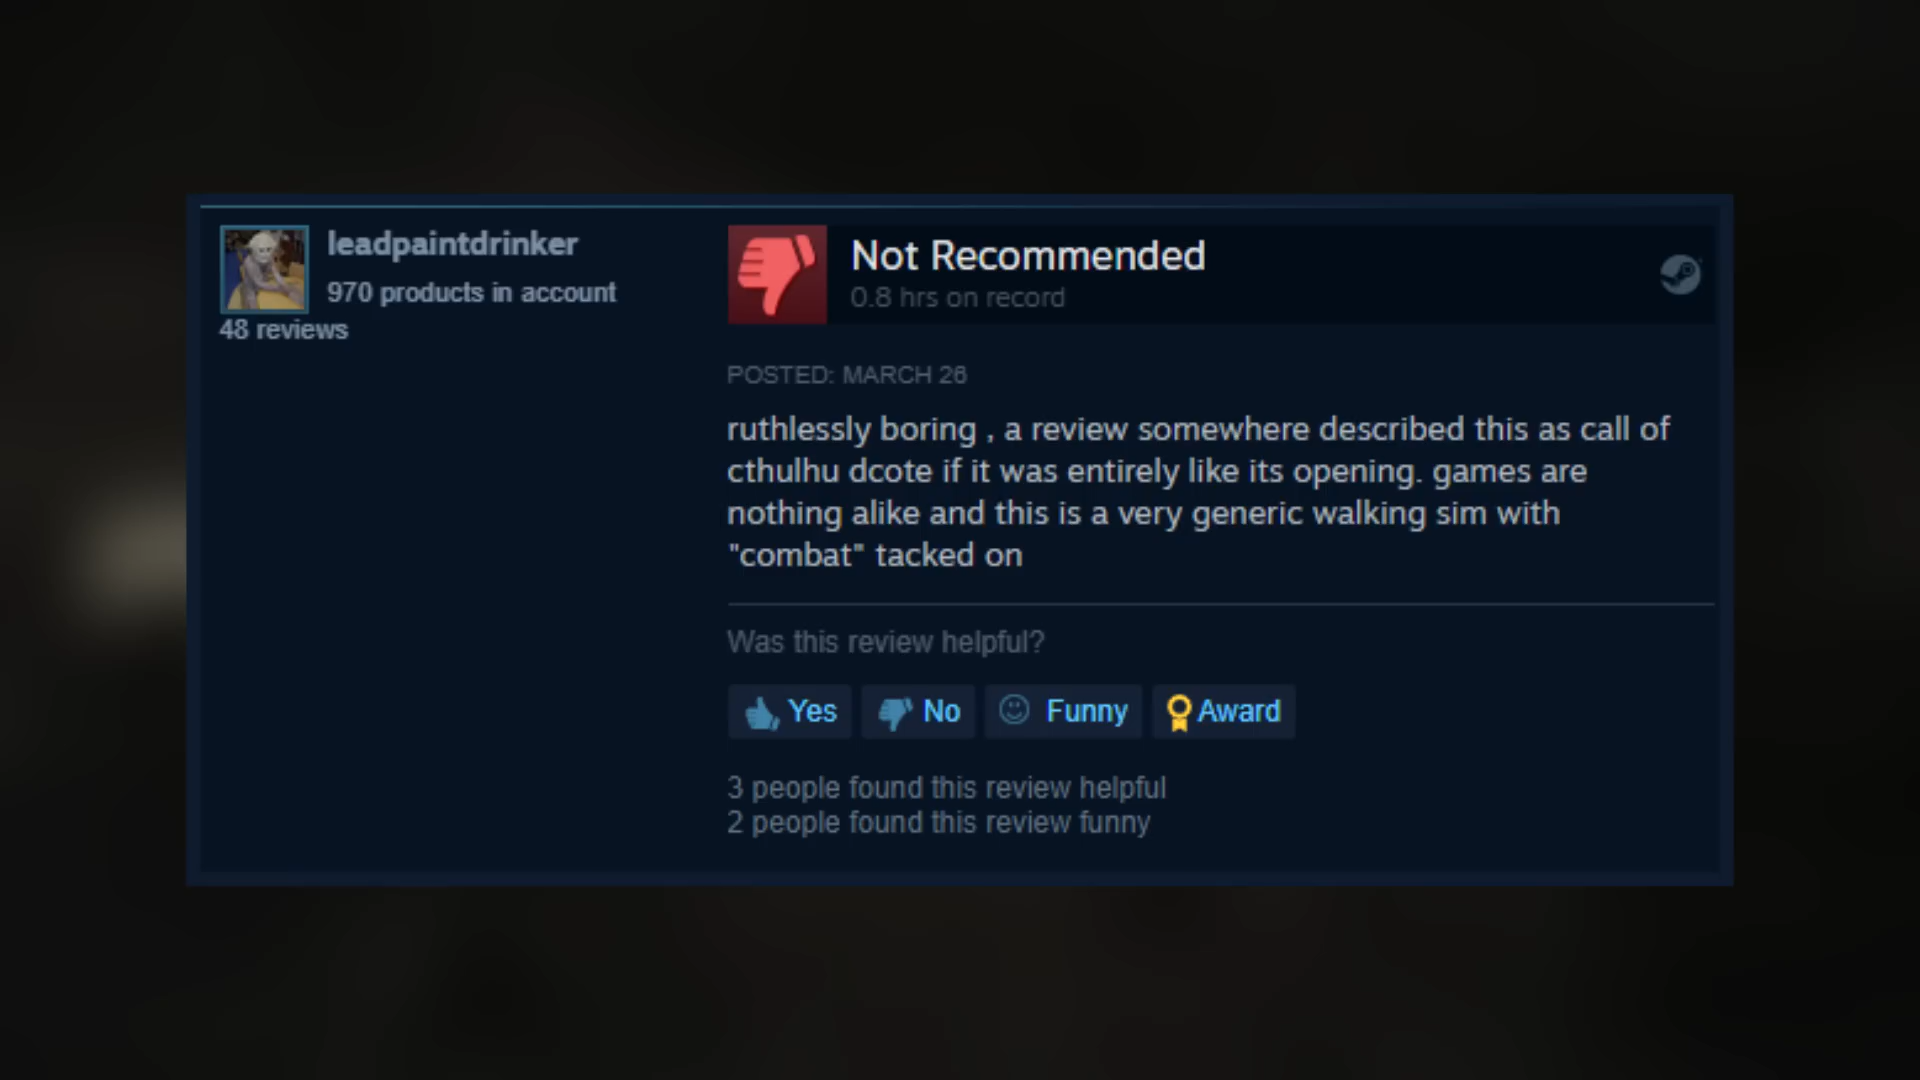 leadpaintdrinker
970 products in account
48 reviews
Not Recommended
0.8 hrs on record
POSTED: MARCH 26
ruthlessly boring , a review somewhere described this as call of
cthulhu dcote if it was entirely like its opening. games are
nothing alike and this is a very generic walking sim with
"combat" tacked on
Was this review helpful?
Yes No Funny Award
3 people found this review helpful
2 people found this review funny